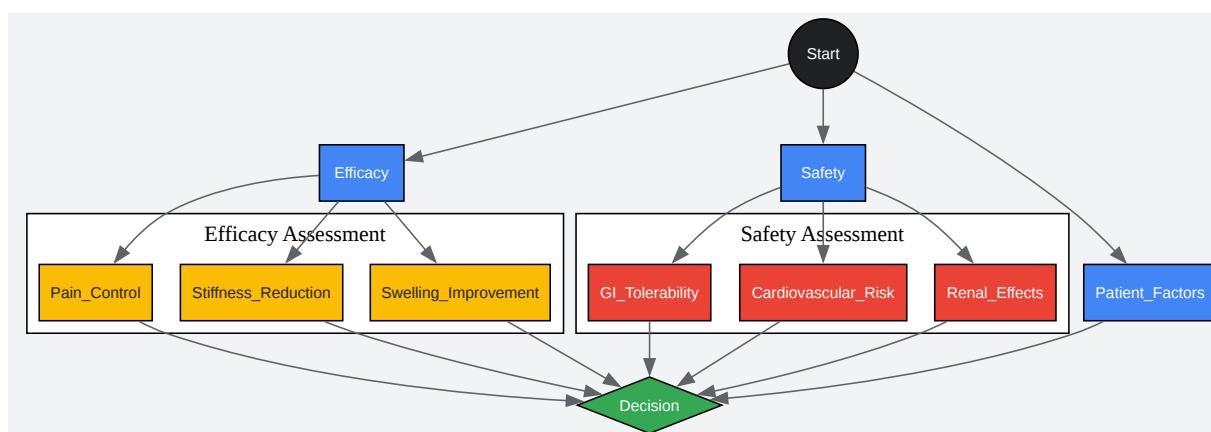 Start
Efficacy
Safety
Efficacy Assessment
Safety Assessment
Pain_Control
Stiffness_Reduction
Swelling_Improvement
GI_Tolerability
Cardiovascular_Risk
Renal_Effects
Patient_Factors
Decision